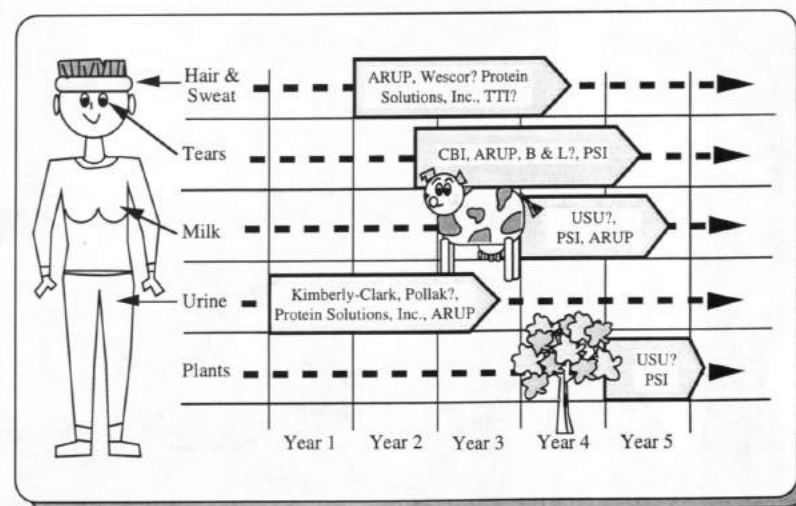 Hair &
Sweat
ARUP, Wescor? Protein
Solutions, Inc., TTI?
Tears
CBI, ARUP, B & L?, PSI
Milk
USU?,
PSI, ARUP
Urine
Kimberly-Clark, Pollak?,
Protein Solutions, Inc., ARUP
Plants
USU?
PSI
Year 1
Year 2
Year 3
Year 4
Year 5